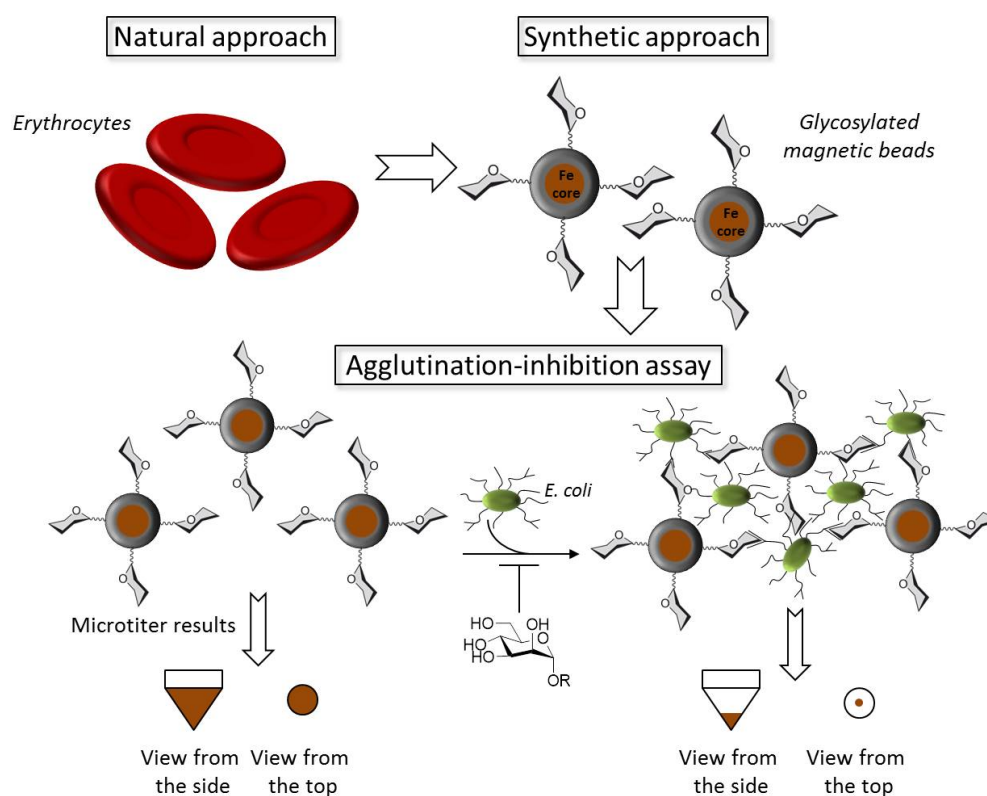 Natural approach
Synthetic approach
Erythrocytes
Glycosylated
magnetic beads
O
O
O
O
Fe
core
O
O
O
O
Fe
core
Agglutination-inhibition assay
O
O
O
O
O
O
O
O
O
O
O
O
E. coli
O
O
O
O
O
O
O
O
O
O
O
O
HO
OH
HO
O
HO
OR
Microtiter results
View from
the side
View from
the top
View from
the side
View from
the top